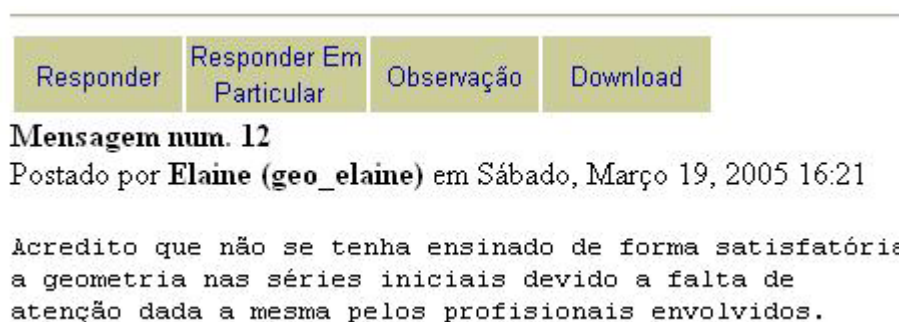 Responder
Responder Em
Particular
Observação
Download
Mensagem num. 12
Postado por Elaine (geo_elaine) em Sábado, Março 19, 2005 16:21
Acredito que não se tenha ensinado de forma satisfatória
a geometria nas séries iniciais devido a falta de
atenção dada a mesma pelos profisionais envolvidos.